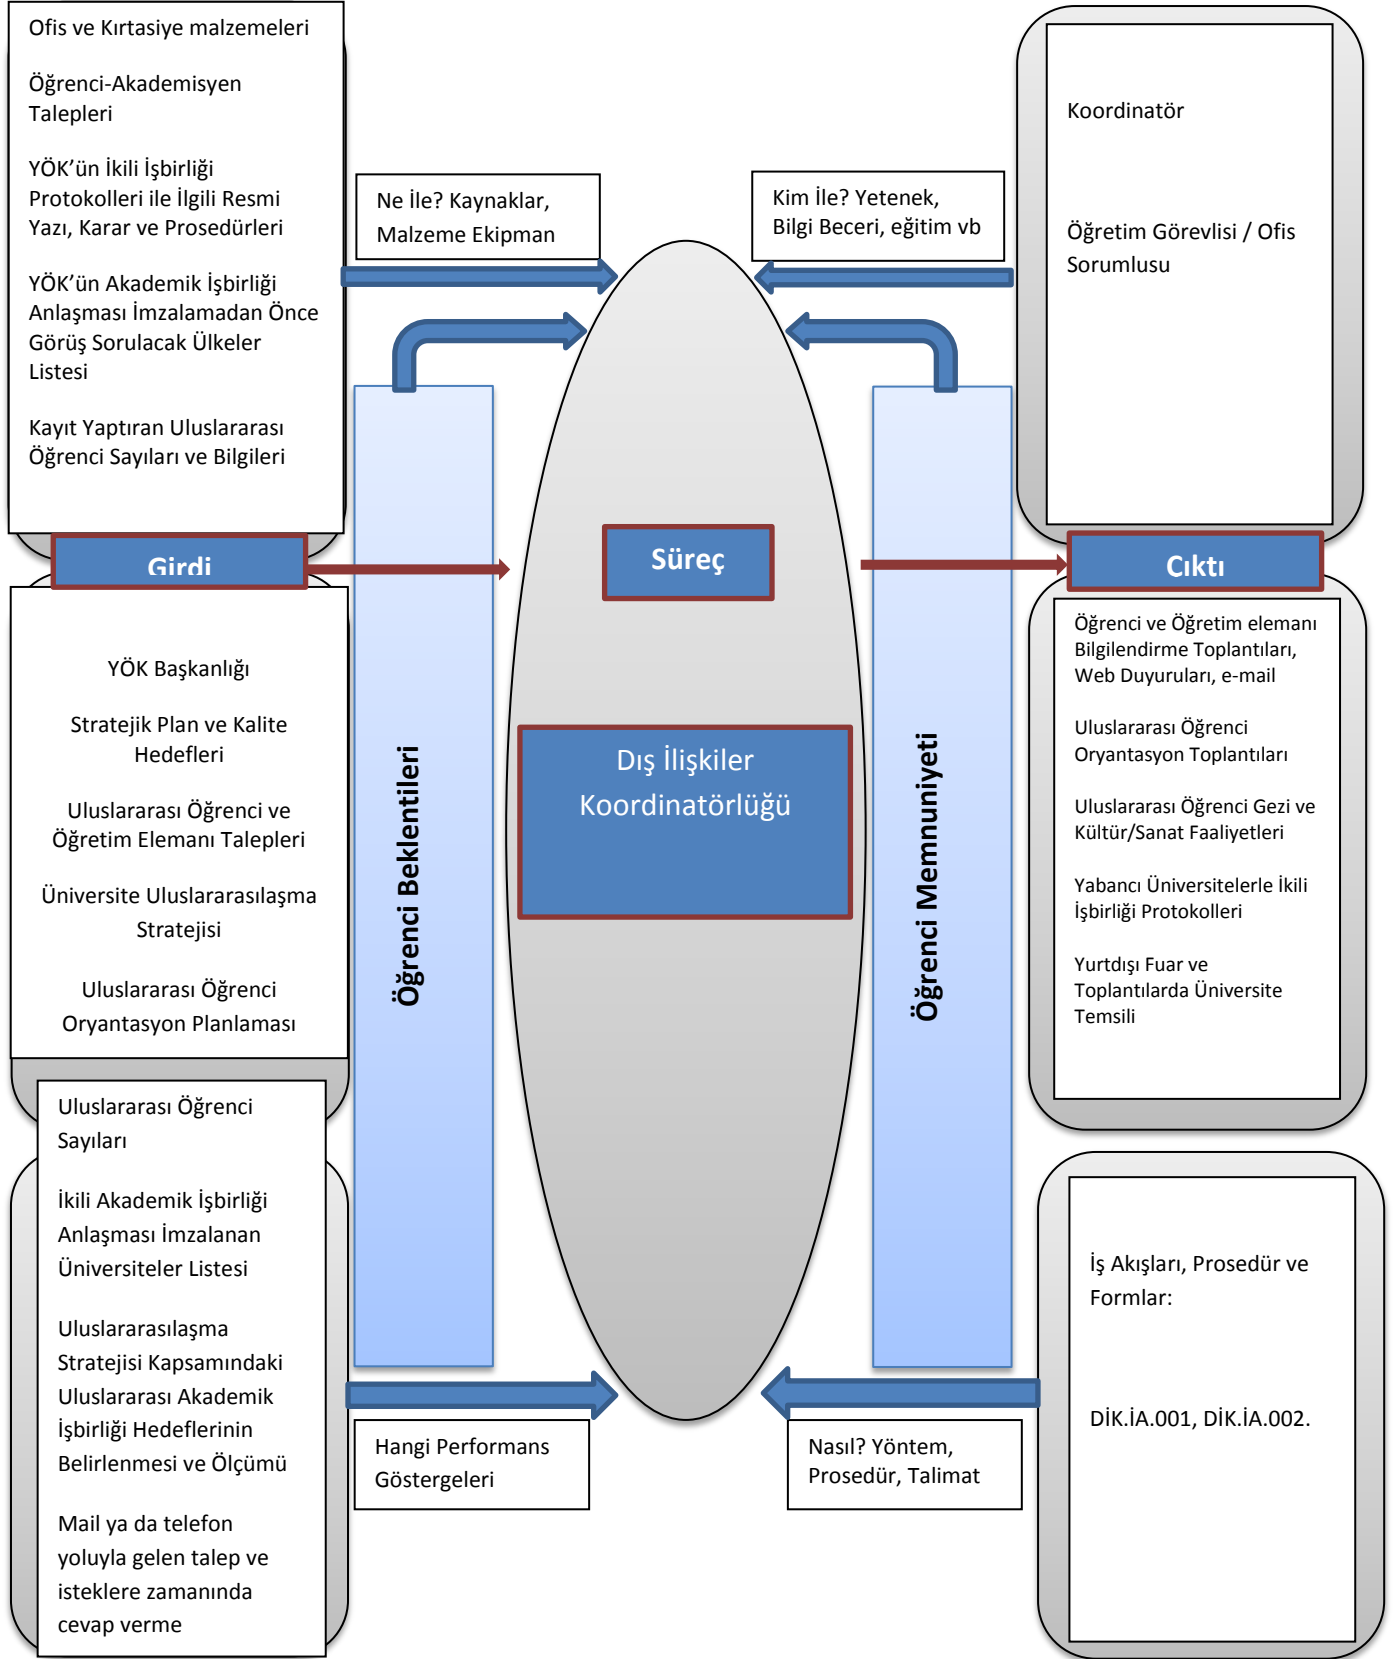 Ofis ve Kırtasiye malzemeleri
Öğrenci-Akademisyen
Talepleri
YÖK’ün İkili İşbirliği
Protokolleri ile İlgili Resmi
Yazı, Karar ve Prosedürleri
YÖK’ün Akademik İşbirliği
Anlaşması İmzalamadan Önce
Görüş Sorulacak Ülkeler
Listesi
Kayıt Yaptıran Uluslararası
Öğrenci Sayıları ve Bilgileri
Ne İle? Kaynaklar,
Malzeme Ekipman
Kim İle? Yetenek,
Bilgi Beceri, eğitim vb
Koordinatör
Öğretim Görevlisi / Ofis
Sorumlusu
Girdi
Süreç
Çıktı
YÖK Başkanlığı
Stratejik Plan ve Kalite
Hedefleri
Uluslararası Öğrenci ve
Öğretim Elemanı Talepleri
Üniversite Uluslararasılaşma
Stratejisi
Uluslararası Öğrenci
Oryantasyon Planlaması
Öğrenci Beklentileri
Dış İlişkiler
Koordinatörlüğü
Öğrenci Memnuniyeti
Öğrenci ve Öğretim elemanı
Bilgilendirme Toplantıları,
Web Duyuruları, e-mail
Uluslararası Öğrenci
Oryantasyon Toplantıları
Uluslararası Öğrenci Gezi ve
Kültür/Sanat Faaliyetleri
Yabancı Üniversitelerle İkili
İşbirliği Protokolleri
Yurtdışı Fuar ve
Toplantılarda Üniversite
Temsili
Uluslararası Öğrenci
Sayıları
İkili Akademik İşbirliği
Anlaşması İmzalanan
Üniversiteler Listesi
Uluslararasılaşma
Stratejisi Kapsamındaki
Uluslararası Akademik
İşbirliği Hedeflerinin
Belirlenmesi ve Ölçümü
Mail ya da telefon
yoluyla gelen talep ve
isteklere zamanında
cevap verme
Hangi Performans
Göstergeleri
Nasıl? Yöntem,
Prosedür, Talimat
İş Akışları, Prosedür ve
Formlar:
DİK.İA.001, DİK.İA.002.